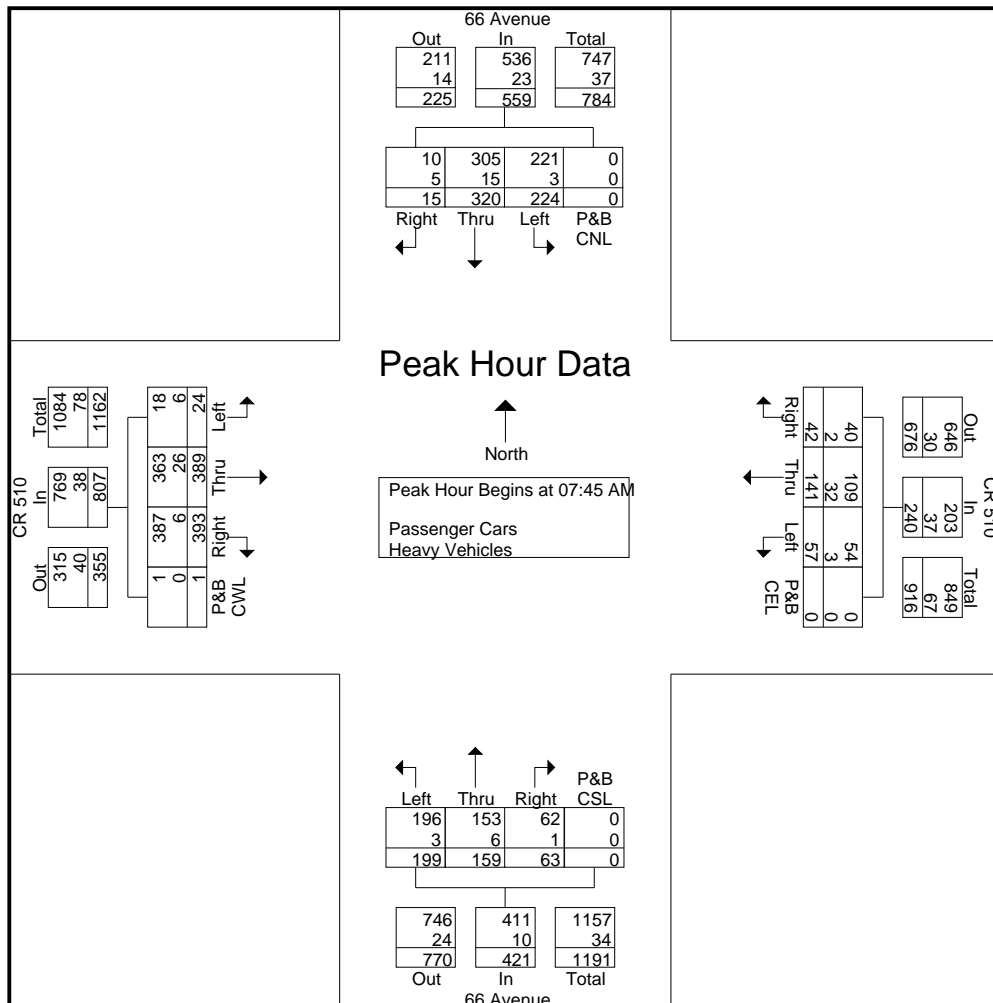 66 Avenue
Out In Total
211 536 747
14 23 37
225 559 784
10 305 221 0
5 15 3 0
15 320 224 0
Right Thru Left P&B
CNL
Peak Hour Data
North
Peak Hour Begins at 07:45 AM
Passenger Cars
Heavy Vehicles
CR 510
Total In Out
1084 769 315
78 38 40
1162 807 355
18 363 387 1
6 26 6 0
24 389 393 1
Left Thru Right P&B
CWL
CR 510
Out In Total
646 203 849
30 37 67
676 240 916
40 109 54 0
2 32 3 0
42 141 57 0
Right Thru Left P&B
CEL
P&B
Left Thru Right CSL
196 153 62 0
3 6 1 0
199 159 63 0
746 411 1157
24 10 34
770 421 1191
Out In Total
66 Avenue